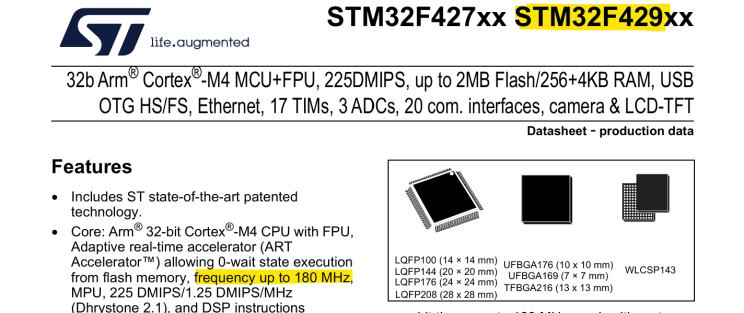 STM32F427xx STM32F429xx
life.augmented
32b Arm® Cortex®-M4 MCU+FPU, 225DMIPS, up to 2MB Flash/256+4KB RAM, USB
OTG HS/FS, Ethernet, 17 TIMs, 3 ADCs, 20 com. interfaces, camera & LCD-TFT
Datasheet - production data
Features
• Includes ST state-of-the-art patented
technology.
• Core: Arm® 32-bit Cortex®-M4 CPU with FPU,
Adaptive real-time accelerator (ART
Accelerator™) allowing 0-wait state execution
from flash memory, frequency up to 180 MHz,
MPU, 225 DMIPS/1.25 DMIPS/MHz
(Dhrystone 2.1), and DSP instructions
LQFP100 (14 × 14 mm)
LQFP144 (20 × 20 mm)
LQFP176 (24 × 24 mm)
LQFP208 (28 x 28 mm)
UFBGA176 (10 x 10 mm)
UFBGA169 (7 × 7 mm)
TFBGA216 (13 x 13 mm)
WLCSP143